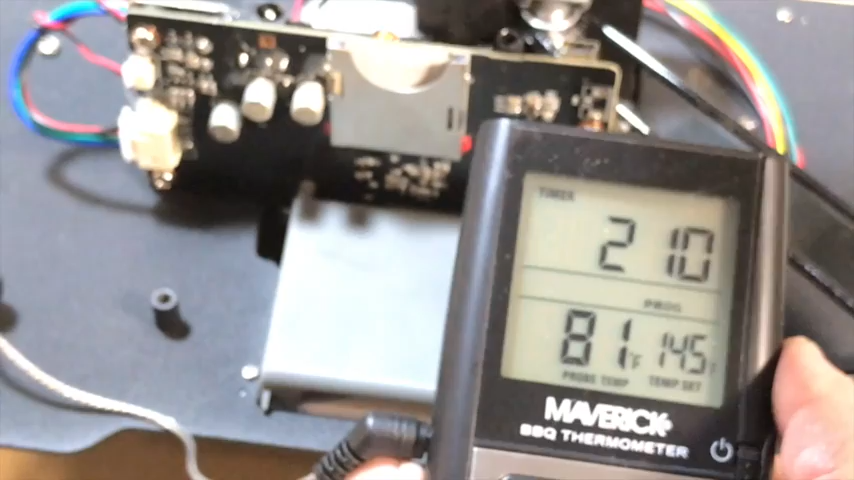 TIMER
2 10
PROG
81°F 145
PROBE TEMP TEMP SET
MAVERICK
BBQ THERMOMETER